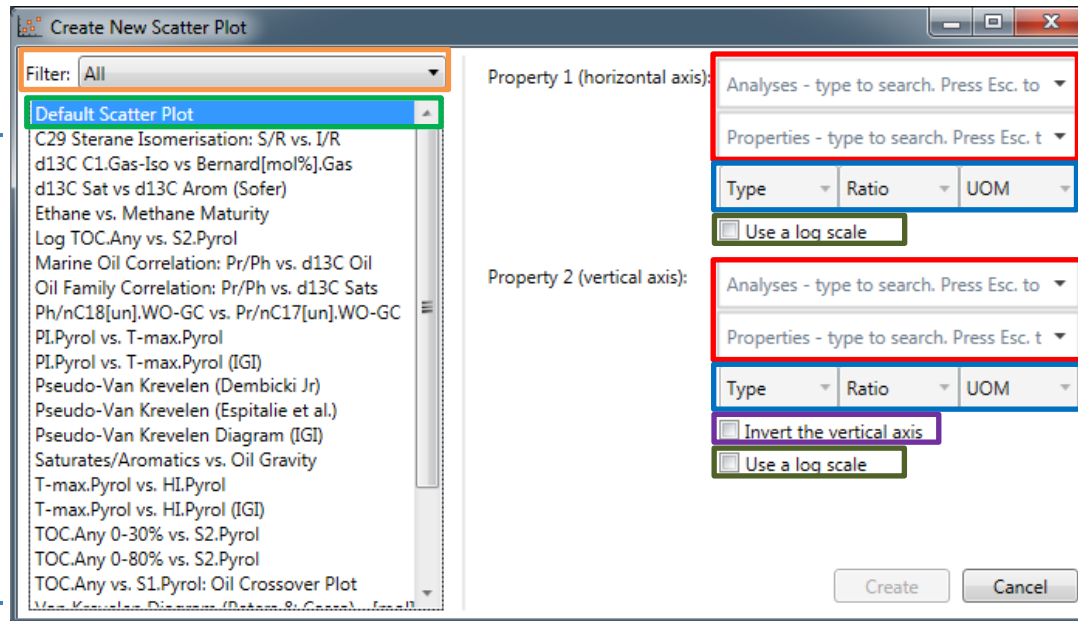 Create New Scatter Plot
Filter: All
Default Scatter Plot
C29 Sterane Isomerisation: S/R vs. I/R
d13C C1.Gas-Iso vs Bernard[mol%].Gas
d13C Sat vs d13C Arom (Sofer)
Ethane vs. Methane Maturity
Log TOC.Any vs. S2.Pyrol
Marine Oil Correlation: Pr/Ph vs. d13C Oil
Oil Family Correlation: Pr/Ph vs. d13C Sats
Ph/nC18[un].WO-GC vs. Pr/nC17[un].WO-GC
PI.Pyrol vs. T-max.Pyrol
PI.Pyrol vs. T-max.Pyrol (IGI)
Pseudo-Van Krevelen (Dembicki Jr)
Pseudo-Van Krevelen (Espitalie et al.)
Pseudo-Van Krevelen Diagram (IGI)
Saturates/Aromatics vs. Oil Gravity
T-max.Pyrol vs. HI.Pyrol
T-max.Pyrol vs. HI.Pyrol (IGI)
TOC.Any 0-30% vs. S2.Pyrol
TOC.Any 0-80% vs. S2.Pyrol
TOC.Any vs. S1.Pyrol: Oil Crossover Plot
Van Krevelen Diagram (Peters &
Property 1 (horizontal axis):
Analyses - type to search. Press Esc. to
Properties - type to search. Press Esc. t
Type Ratio UOM
Use a log scale
Property 2 (vertical axis):
Analyses - type to search. Press Esc. to
Properties - type to search. Press Esc. t
Type Ratio UOM
Invert the vertical axis
Use a log scale
Create Cancel